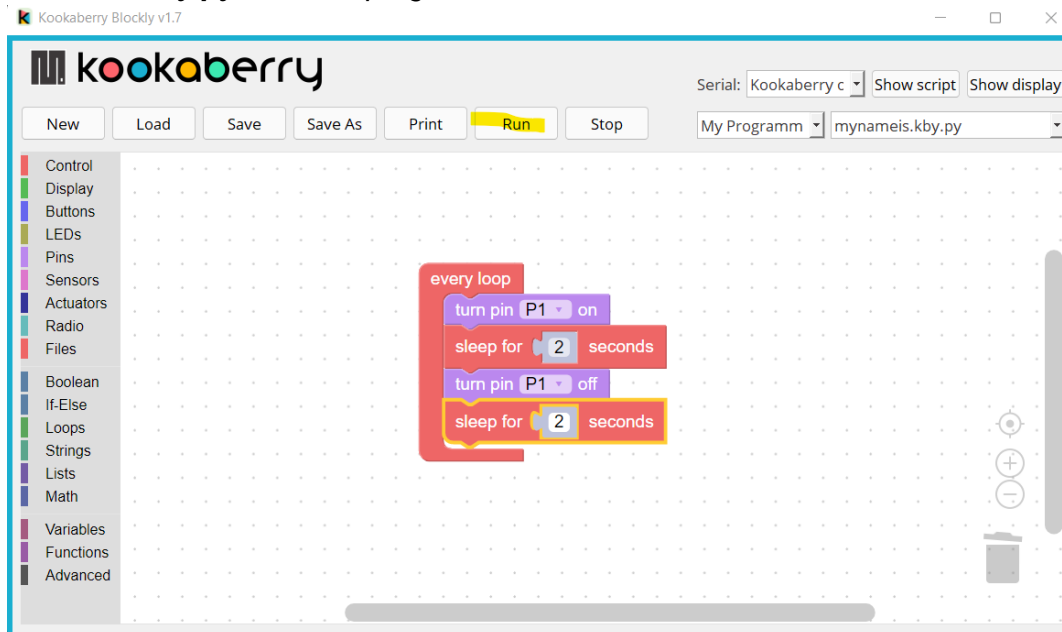 Kookaberry Blockly v1.7
kookaberry
Serial: Kookaberry c Show script Show display
New Load Save Save As Print Run Stop My Programm mynameis.kby.py
Control
Display
Buttons
LEDs
Pins
Sensors
Actuators
Radio
Files
Boolean
If-Else
Loops
Strings
Lists
Math
Variables
Functions
Advanced
every loop
turn pin P1 on
sleep for 2 seconds
turn pin P1 off
sleep for 2 seconds